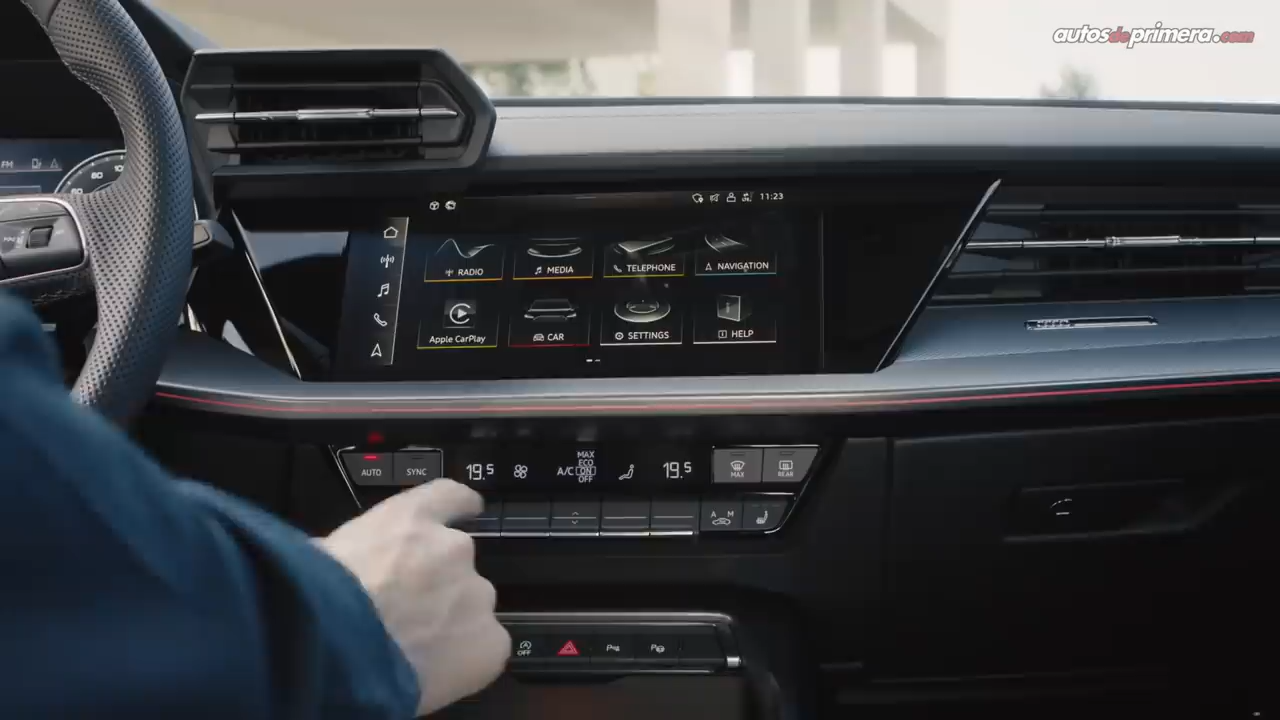 autosdeprimera.com
FM
11:23
RADIO
MEDIA
TELEPHONE
NAVIGATION
Apple CarPlay
CAR
SETTINGS
HELP
AUTO
SYNC
19.5
A/C
MAX
ECO
ON
OFF
19.5
MAX
REAR
A M
OFF